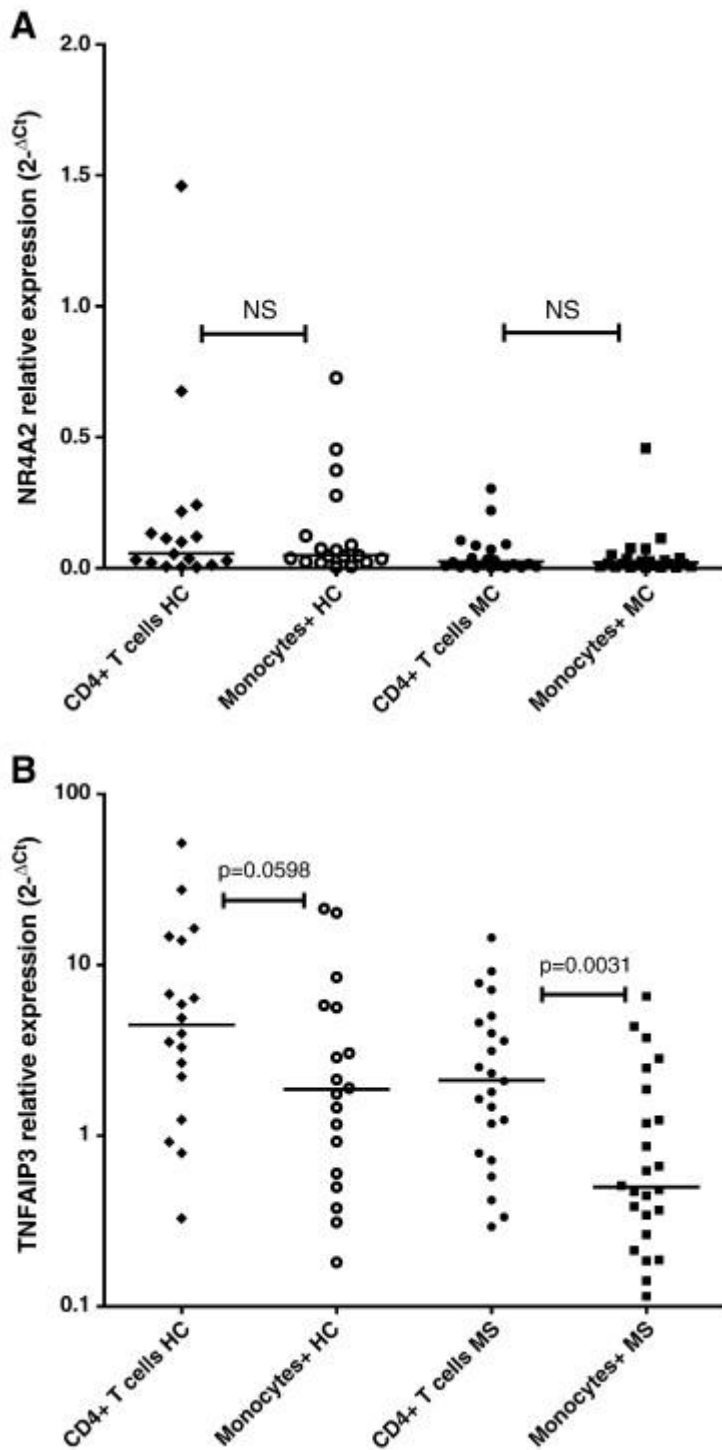 A
NR4A2 relative expression (2-ΔCt)
2.0
1.5
1.0
0.5
0.0
NS
NS
CD4+ T cells HC
Monocytes+ HC
CD4+ T cells MC
Monocytes+ MC
B
TNFAIP3 relative expression (2-ΔCt)
100
10
1
0.1
p=0.0598
p=0.0031
CD4+ T cells HC
Monocytes+ HC
CD4+ T cells MS
Monocytes+ MS